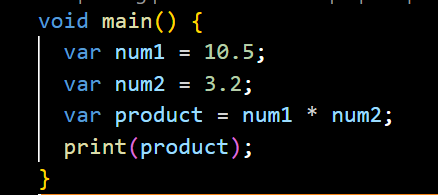 void main() {
  var num1 = 10.5;
  var num2 = 3.2;
  var product = num1 * num2;
  print(product);
}